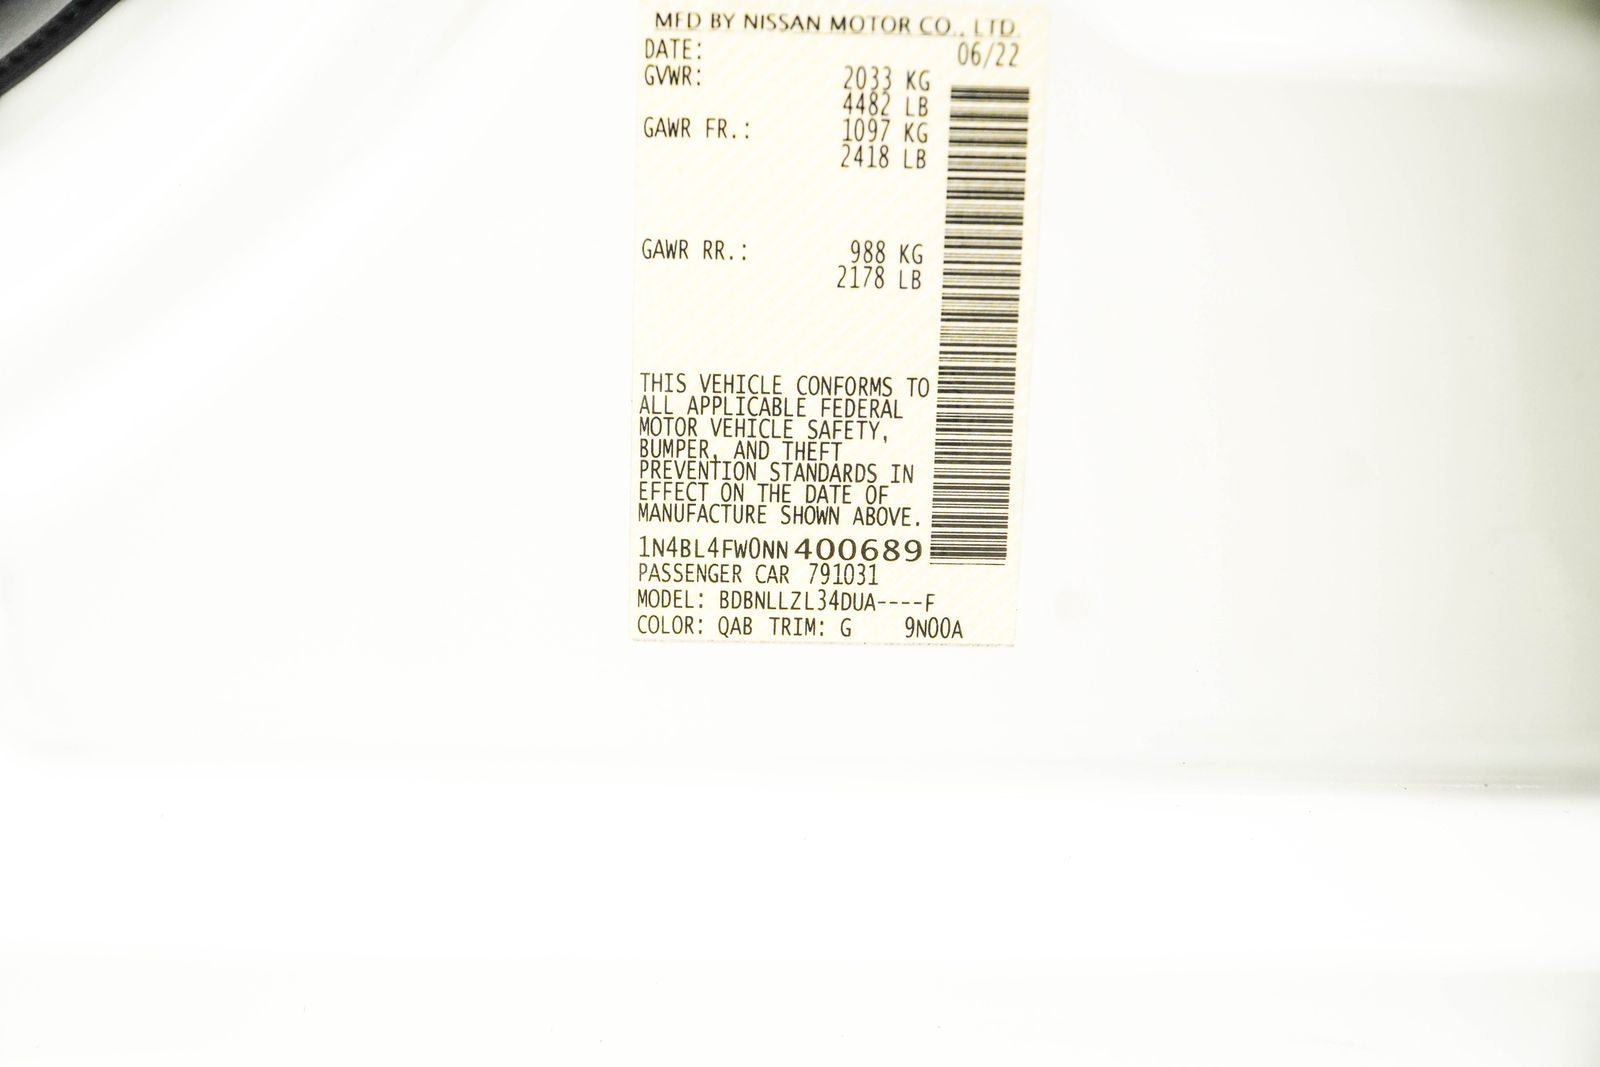 MFD BY NISSAN MOTOR CO., LTD.
DATE: 06/22
GVWR: 2033 KG
4482 LB
GAWR FR.: 1097 KG
2418 LB
GAWR RR.: 988 KG
2178 LB
THIS VEHICLE CONFORMS TO
ALL APPLICABLE FEDERAL
MOTOR VEHICLE SAFETY,
BUMPER, AND THEFT
PREVENTION STANDARDS IN
EFFECT ON THE DATE OF
MANUFACTURE SHOWN ABOVE.
1N4BL4FW0NN400689
PASSENGER CAR 791031
MODEL: BDBNLLZL34DUA----F
COLOR: QAB TRIM: G 9N00A